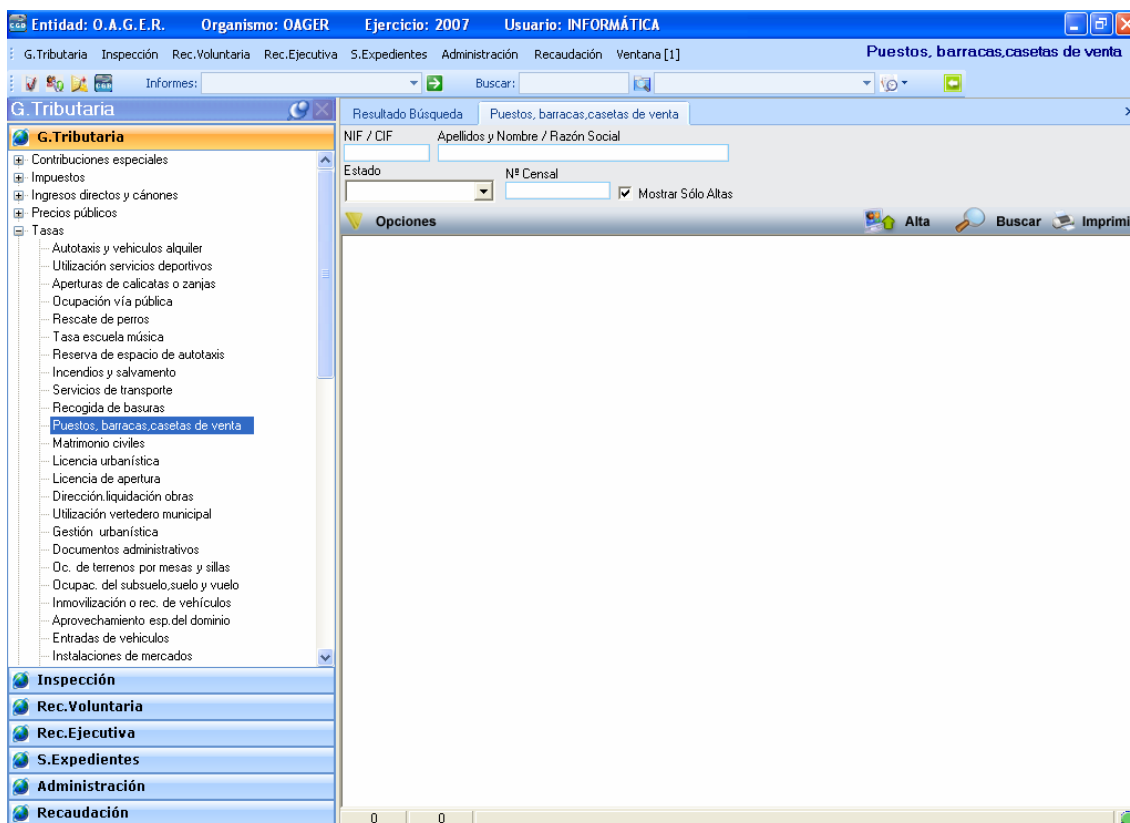 Entidad: O.A.G.E.R. Organismo: OAGER Ejercicio: 2007 Usuario: INFORMÁTICA
G.Tributaria Inspección Rec.Voluntaria Rec.Ejecutiva S.Expedientes Administración Recaudación Ventana [1] Puestos, barracas,casetas de venta
Informes: Buscar:
G.Tributaria
Resultado Búsqueda Puestos, barracas,casetas de venta
G.Tributaria
NIF / CIF Apellidos y Nombre / Razón Social
Estado Nº Censal
Mostrar Sólo Altas
Opciones Alta Buscar Imprimi
Contribuciones especiales
Impuestos
Ingresos directos y cánones
Precios públicos
Tasas
Autotaxis y vehiculos alquiler
Utilización servicios deportivos
Aperturas de calicatas o zanjas
Ocupación vía pública
Rescate de perros
Tasa escuela música
Reserva de espacio de autotaxis
Incendios y salvamento
Servicios de transporte
Recogida de basuras
Puestos, barracas,casetas de venta
Matrimonio civiles
Licencia urbanística
Licencia de apertura
Dirección.liquidación obras
Utilización vertedero municipal
Gestión urbanística
Documentos administrativos
Oc. de terrenos por mesas y sillas
Ocupac. del subsuelo,suelo y vuelo
Inmovilización o rec. de vehículos
Aprovechamiento esp.del dominio
Entradas de vehiculos
Instalaciones de mercados
Inspección
Rec.Voluntaria
Rec.Ejecutiva
S.Expedientes
Administración
Recaudación
0 0